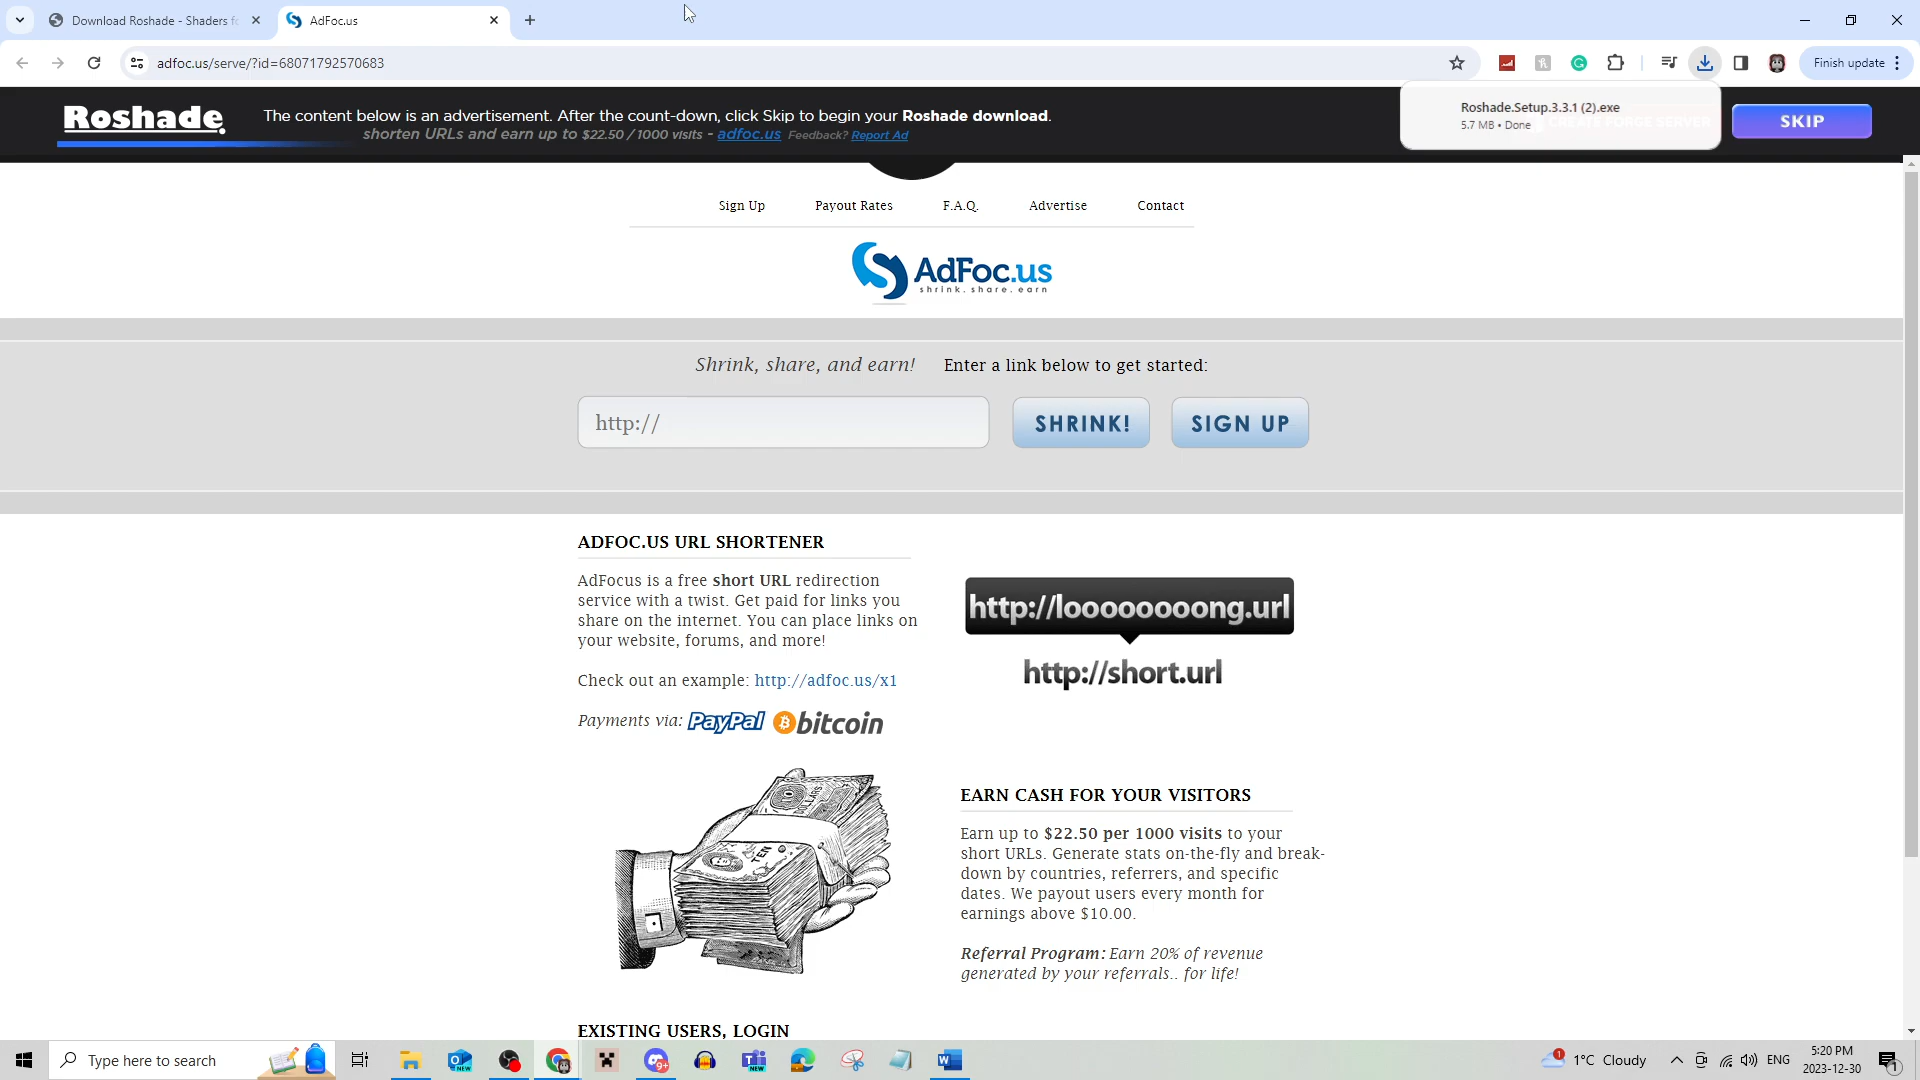 Download Roshade - Shaders fo
AdFoc.us
adfoc.us/serve/?id=68071792570683
Finish update
Roshade.
The content below is an advertisement. After the count-down, click Skip to begin your Roshade download.
shorten URLs and earn up to $22.50 / 1000 visits - adfoc.us Feedback? Report Ad
Roshade.Setup.3.3.1 (2).exe
5.7 MB • Done
SKIP
Sign Up
Payout Rates
F.A.Q.
Advertise
Contact
AdFoc.us
shrink. share. earn
Shrink, share, and earn!
Enter a link below to get started:
http://
SHRINK!
SIGN UP
ADFOC.US URL SHORTENER
AdFocus is a free short URL redirection
service with a twist. Get paid for links you
share on the internet. You can place links on
your website, forums, and more!
Check out an example: http://adfoc.us/x1
Payments via: PayPal bitcoin
http://looooooooong.url
http://short.url
TEN
EARN CASH FOR YOUR VISITORS
Earn up to $22.50 per 1000 visits to your
short URLs. Generate stats on-the-fly and break-
down by countries, referrers, and specific
dates. We payout users every month for
earnings above $10.00.
Referral Program: Earn 20% of revenue
generated by your referrals.. for life!
EXISTING USERS, LOGIN
Type here to search
NEW
9+
NEW
1
1°C Cloudy
ENG
5:20 PM
2023-12-30
1